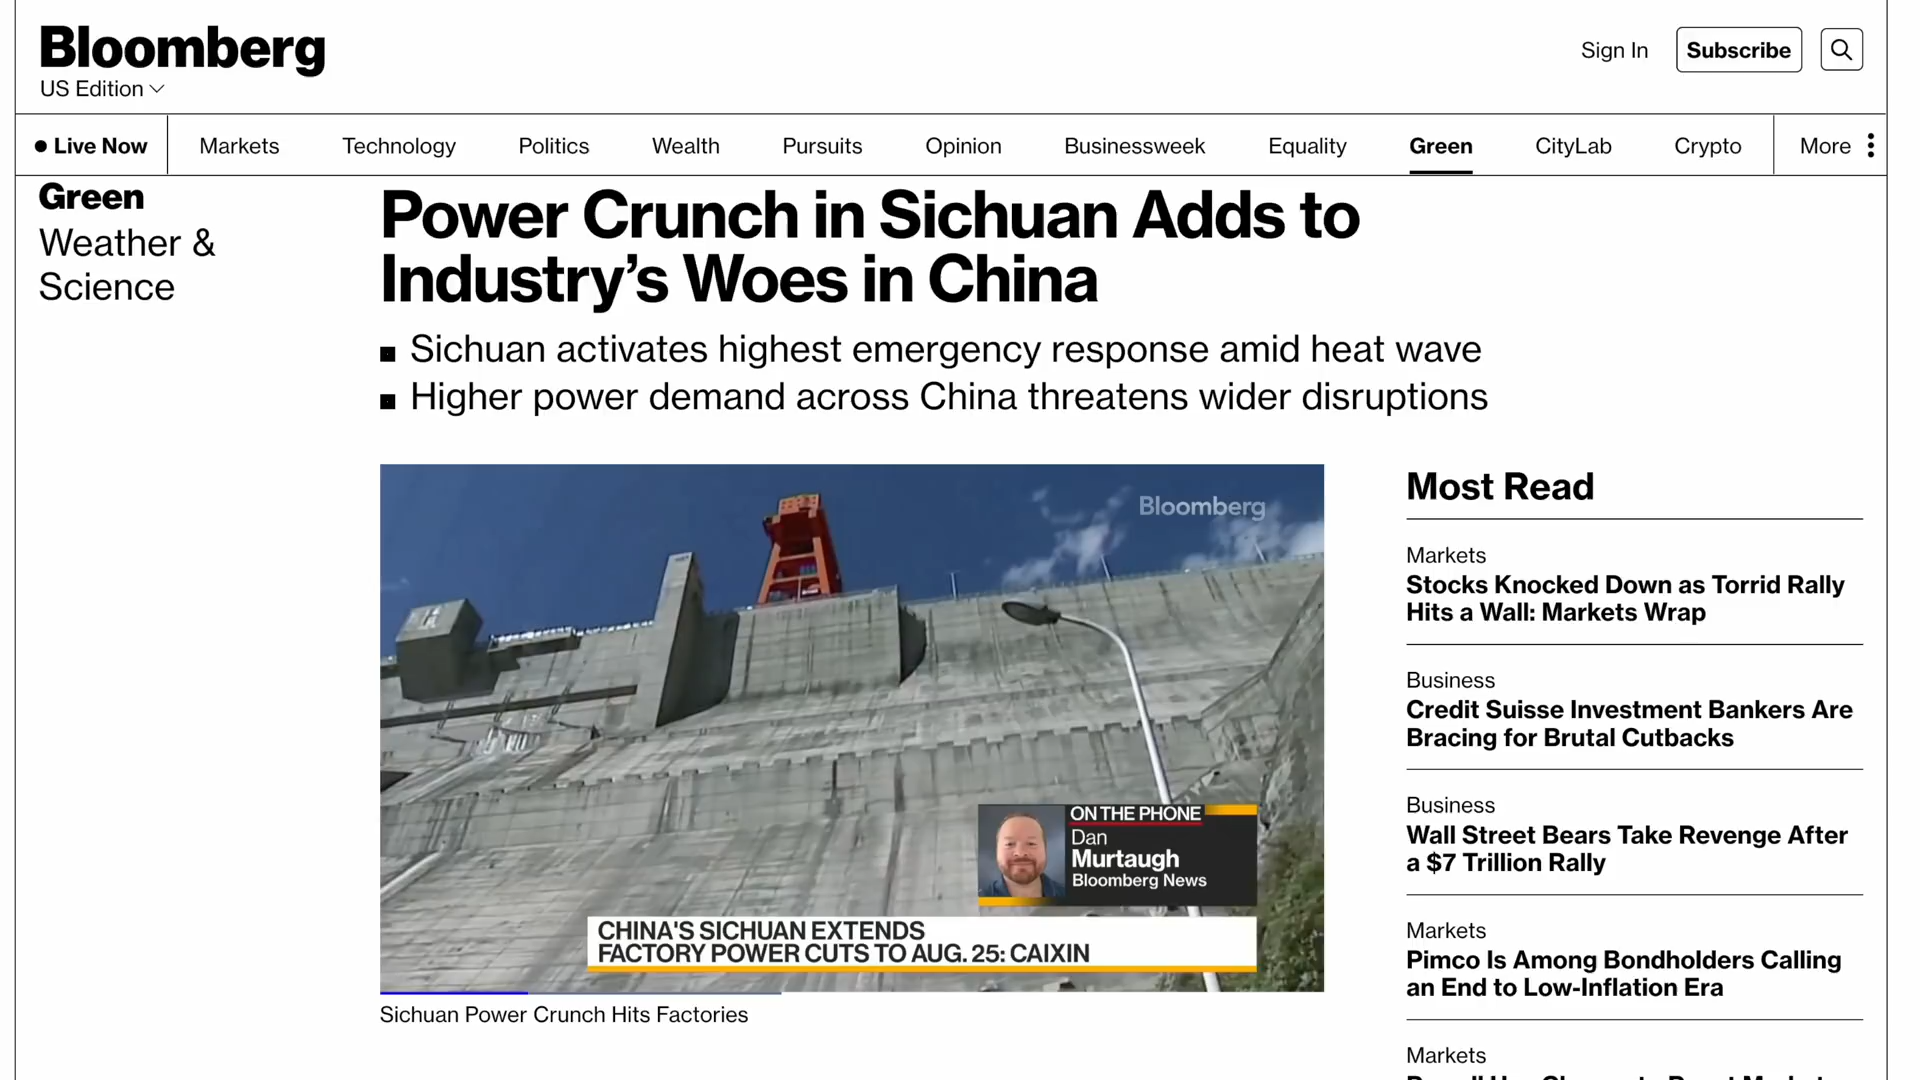 Bloomberg
US Edition
Sign In
Subscribe
Live Now
Markets
Technology
Politics
Wealth
Pursuits
Opinion
Businessweek
Equality
Green
CityLab
Crypto
More
Green
Weather &
Science
Power Crunch in Sichuan Adds to
Industry's Woes in China
Sichuan activates highest emergency response amid heat wave
Higher power demand across China threatens wider disruptions
Bloomberg
ON THE PHONE
Dan
Murtaugh
Bloomberg News
CHINA'S SICHUAN EXTENDS
FACTORY POWER CUTS TO AUG. 25: CAIXIN
Sichuan Power Crunch Hits Factories
Most Read
Markets
Stocks Knocked Down as Torrid Rally
Hits a Wall: Markets Wrap
Business
Credit Suisse Investment Bankers Are
Bracing for Brutal Cutbacks
Business
Wall Street Bears Take Revenge After
a $7 Trillion Rally
Markets
Pimco Is Among Bondholders Calling
an End to Low-Inflation Era
Markets